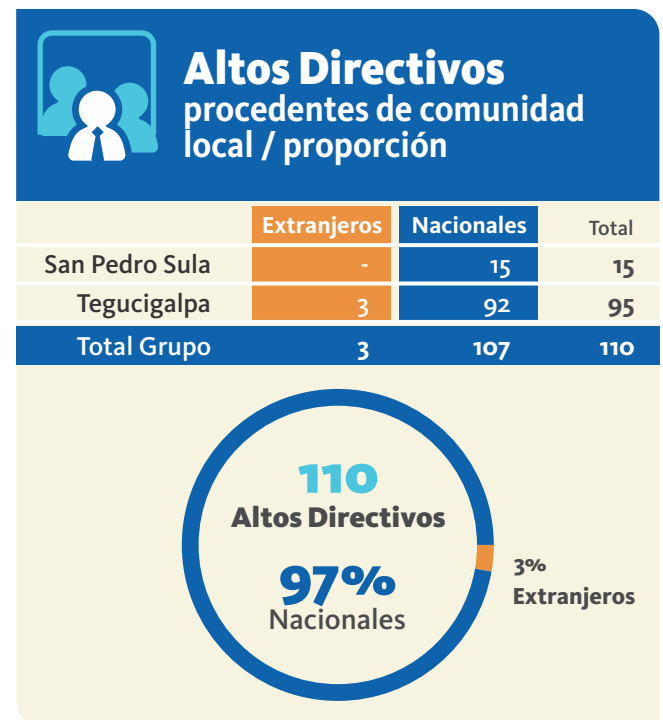 Altos Directivos
procedentes de comunidad
local / proporción
Extranjeros Nacionales Total
San Pedro Sula - 15 15
Tegucigalpa 3 92 95
Total Grupo 3 107 110
110
Altos Directivos
97%
Nacionales
3%
Extranjeros